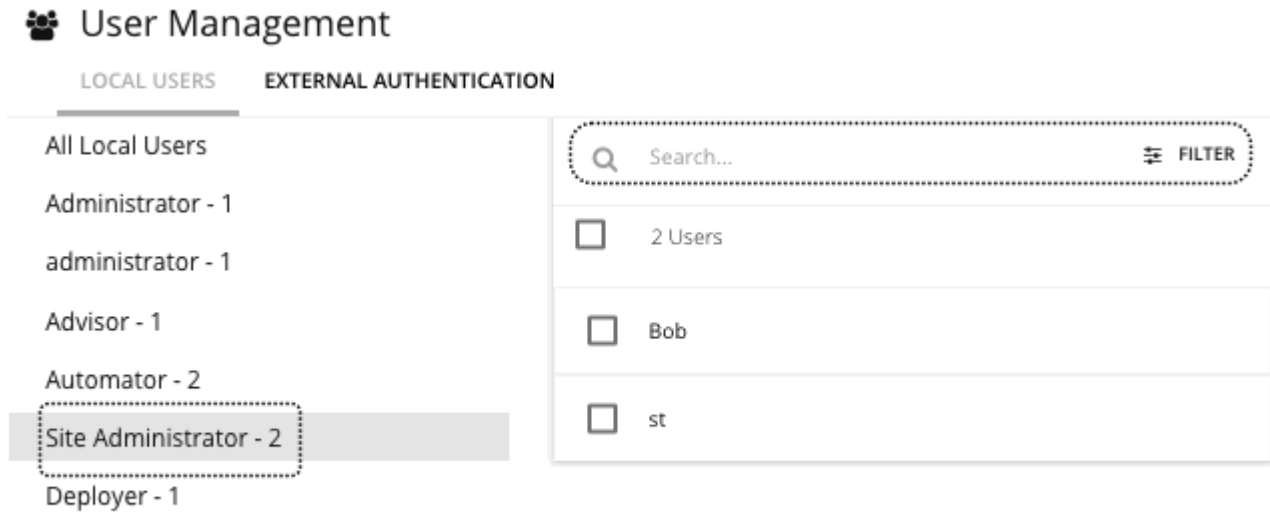 User Management
LOCAL USERS EXTERNAL AUTHENTICATION
All Local Users
Administrator - 1
administrator - 1
Advisor - 1
Automator - 2
Site Administrator - 2
Deployer - 1
Search... FILTER
2 Users
Bob
st